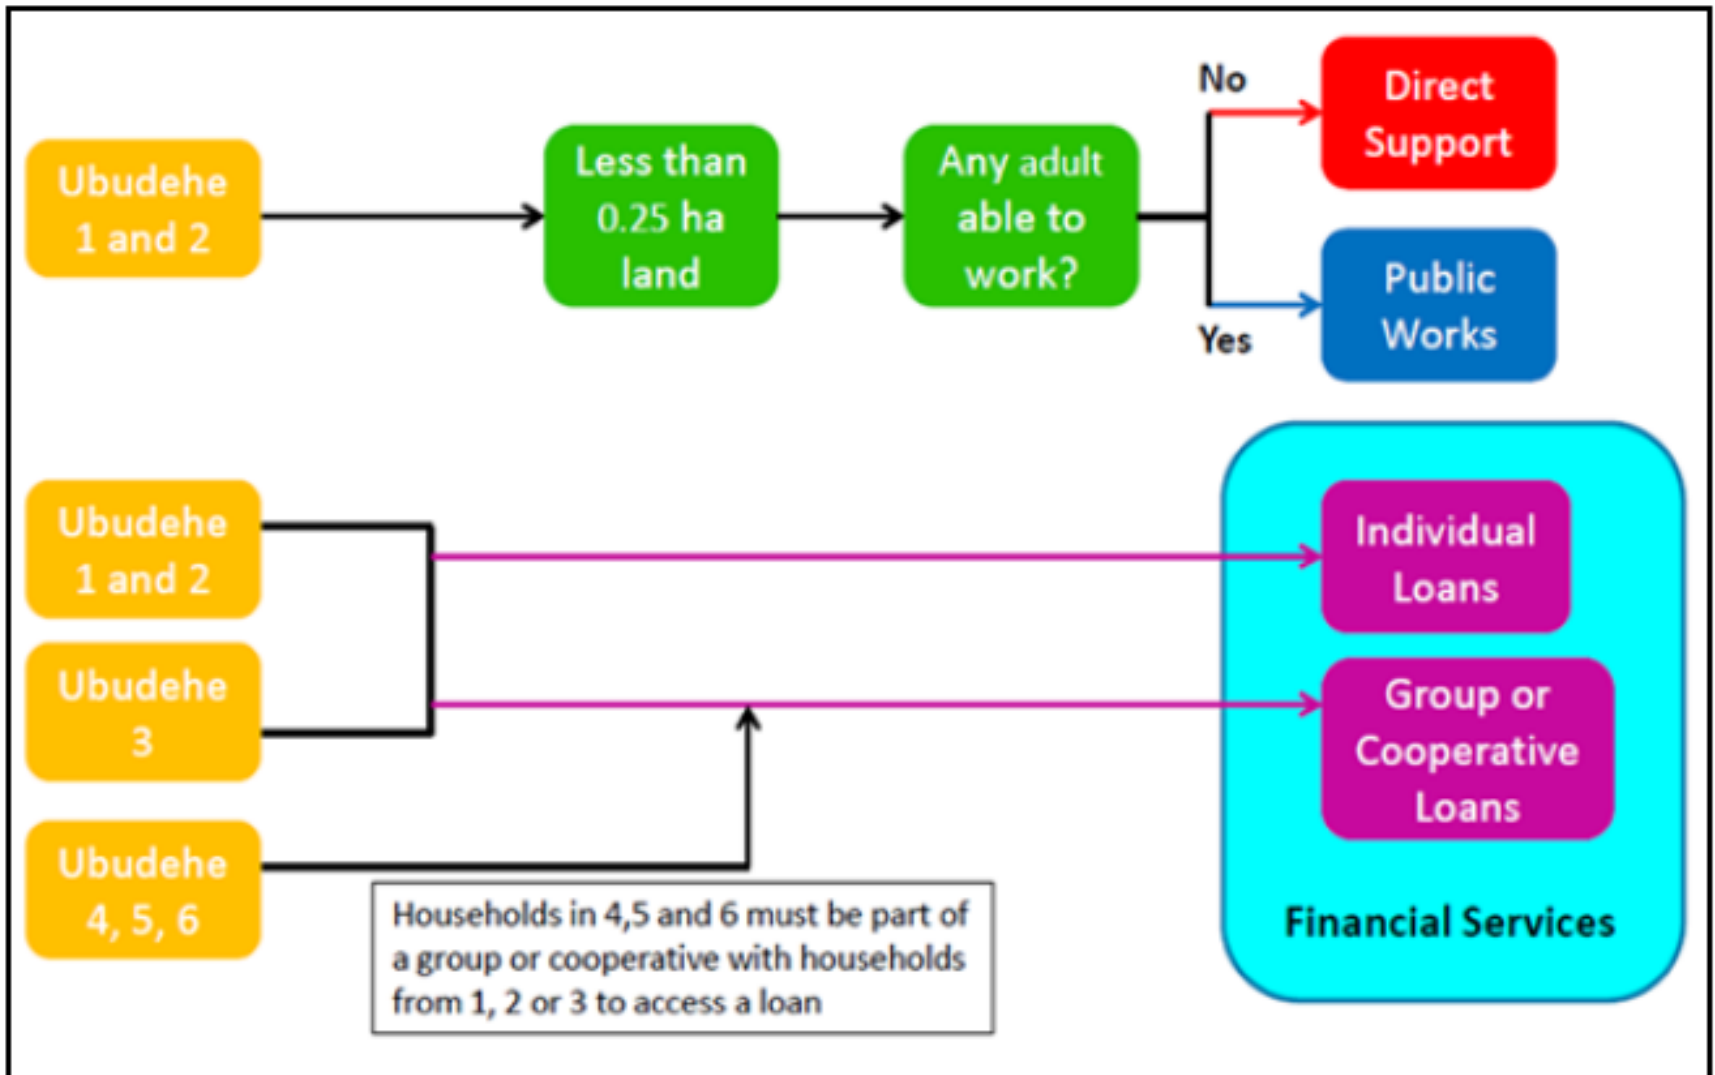 No
Direct
Support
Ubudehe
1 and 2
Less than
0.25 ha
land
Any adult
able to
work?
Public
Works
Yes
Ubudehe
1 and 2
Individual
Loans
Ubudehe
3
Group or
Cooperative
Loans
Ubudehe
4, 5, 6
Households in 4,5 and 6 must be part of
a group or cooperative with households
from 1, 2 or 3 to access a loan
Financial Services